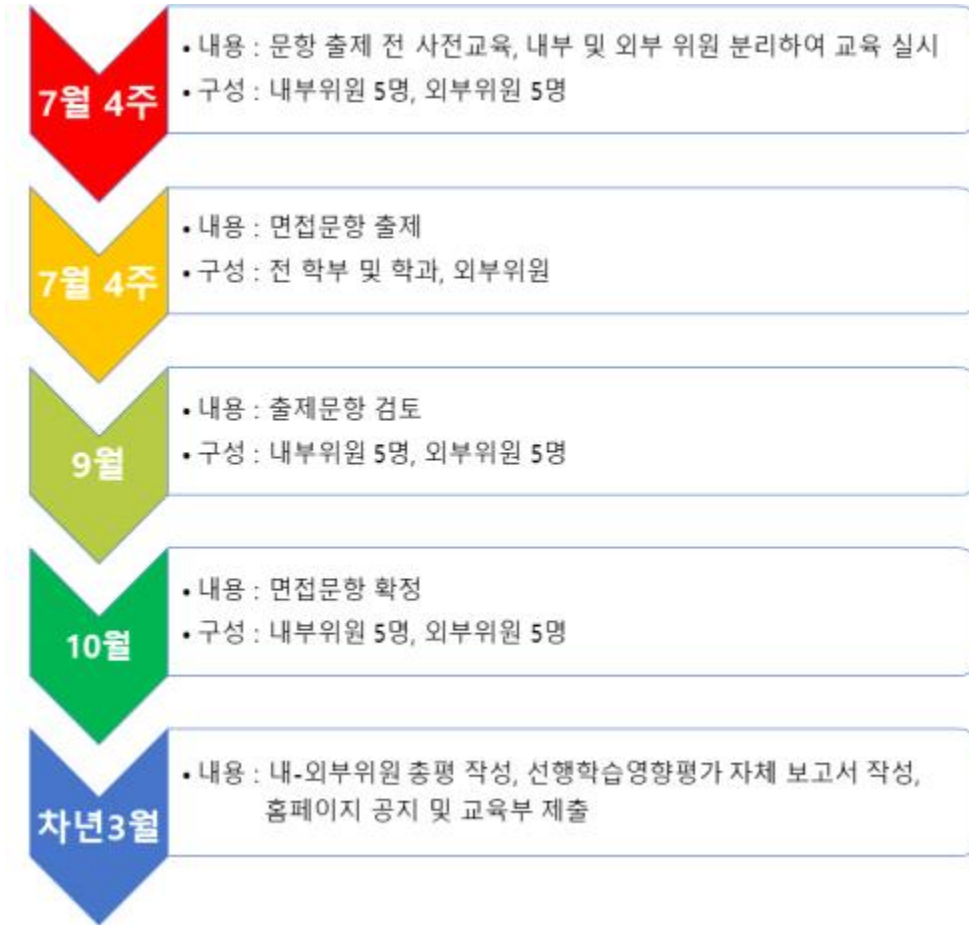 7월 4주
• 내용 : 문항 출제 전 사전교육, 내부 및 외부 위원 분리하여 교육 실시
• 구성 : 내부위원 5명, 외부위원 5명
7월 4주
• 내용 : 면접문항 출제
• 구성 : 전 학부 및 학과, 외부위원
9월
• 내용 : 출제문항 검토
• 구성 : 내부위원 5명, 외부위원 5명
10월
• 내용 : 면접문항 확정
• 구성 : 내부위원 5명, 외부위원 5명
차년3월
• 내용 : 내-외부위원 총평 작성, 선행학습영향평가 자체 보고서 작성,
홈페이지 공지 및 교육부 제출